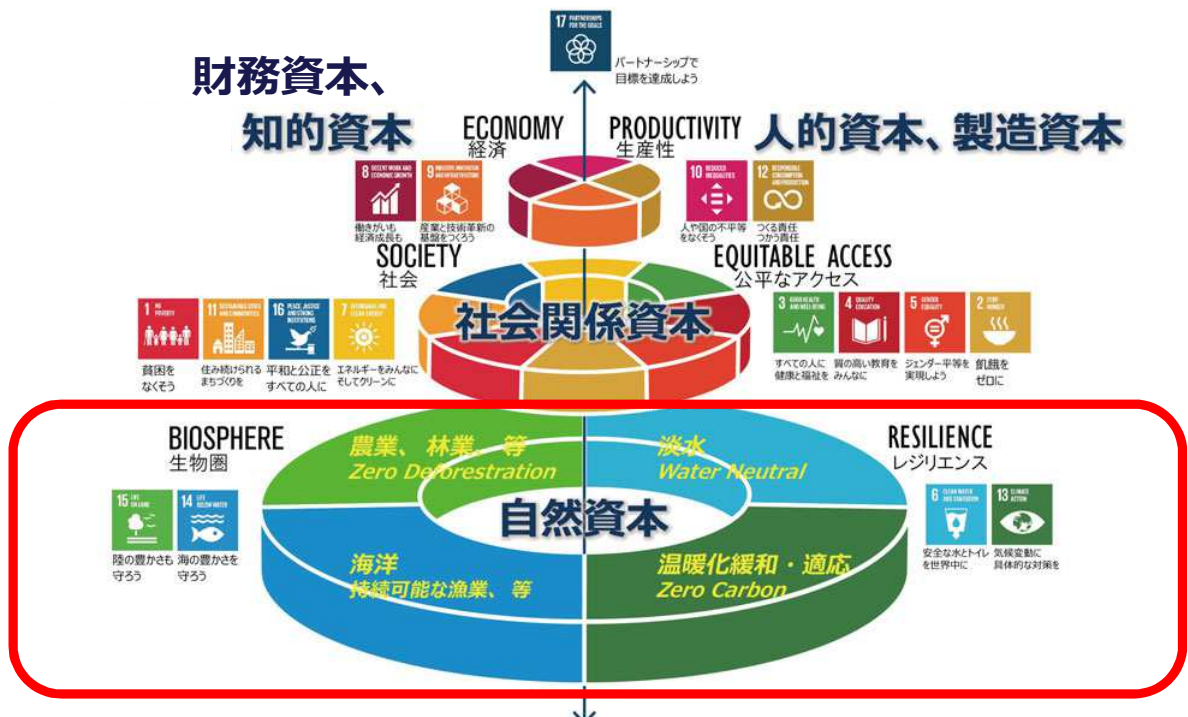 17 PARTNERSHIPS
FOR THE GOALS
パートナーシップで
目標を達成しよう
財務資本、
知的資本
ECONOMY
経済
PRODUCTIVITY
生産性
人的資本、製造資本
8 DECENT WORK AND
ECONOMIC GROWTH
働きがいも
経済成長も
9 INDUSTRY, INNOVATION
AND INFRASTRUCTURE
産業と技術革新の
基盤をつくろう
10 REDUCED
INEQUALITIES
人や国の不平等
をなくそう
12 RESPONSIBLE
CONSUMPTION
AND PRODUCTION
つくる責任
つかう責任
SOCIETY
社会
EQUITABLE ACCESS
公平なアクセス
社会関係資本
1 NO
POVERTY
貧困を
なくそう
11 SUSTAINABLE CITIES
AND COMMUNITIES
住み続けられる
まちづくりを
16 PEACE, JUSTICE
AND STRONG
INSTITUTIONS
平和と公正を
すべての人に
7 AFFORDABLE AND
CLEAN ENERGY
エネルギーをみんなに
そしてクリーンに
3 GOOD HEALTH
AND WELL-BEING
すべての人に
健康と福祉を
4 QUALITY
EDUCATION
質の高い教育を
みんなに
5 GENDER
EQUALITY
ジェンダー平等を
実現しよう
2 ZERO
HUNGER
飢餓を
ゼロに
BIOSPHERE
生物圏
農業、林業、等
Zero Deforestration
淡水
Water Neutral
RESILIENCE
レジリエンス
自然資本
15 LIFE
ON LAND
陸の豊かさも
守ろう
14 LIFE
BELOW WATER
海の豊かさを
守ろう
海洋
持続可能な漁業、等
温暖化緩和・適応
Zero Carbon
6 CLEAN WATER
AND SANITATION
安全な水とトイレ
を世界中に
13 CLIMATE
ACTION
気候変動に
具体的な対策を